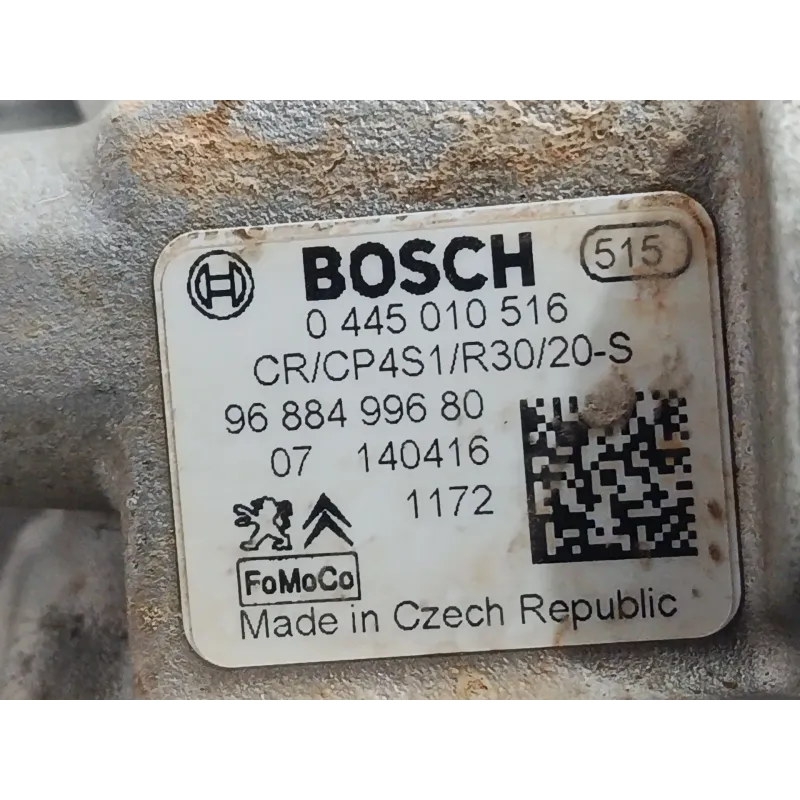 BOSCH 515
0 445 010 516
CR/CP4S1/R30/20-S
96 884 996 80
07 140416
1172
FoMoCo
Made in Czech Republic